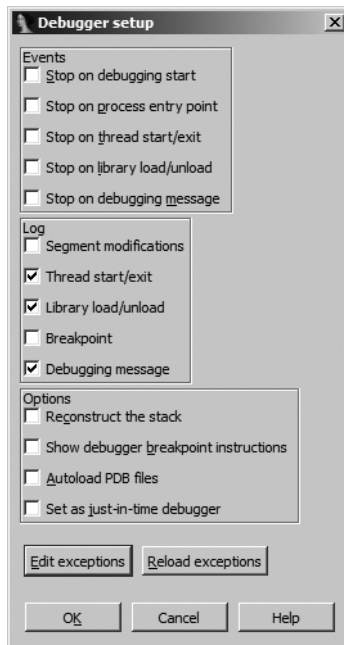 Debugger setup
Events
Stop on debugging start
Stop on process entry point
Stop on thread start/exit
Stop on library load/unload
Stop on debugging message
Log
Segment modifications
Thread start/exit
Library load/unload
Breakpoint
Debugging message
Options
Reconstruct the stack
Show debugger breakpoint instructions
Autoload PDB files
Set as just-in-time debugger
Edit exceptions Reload exceptions
OK Cancel Help